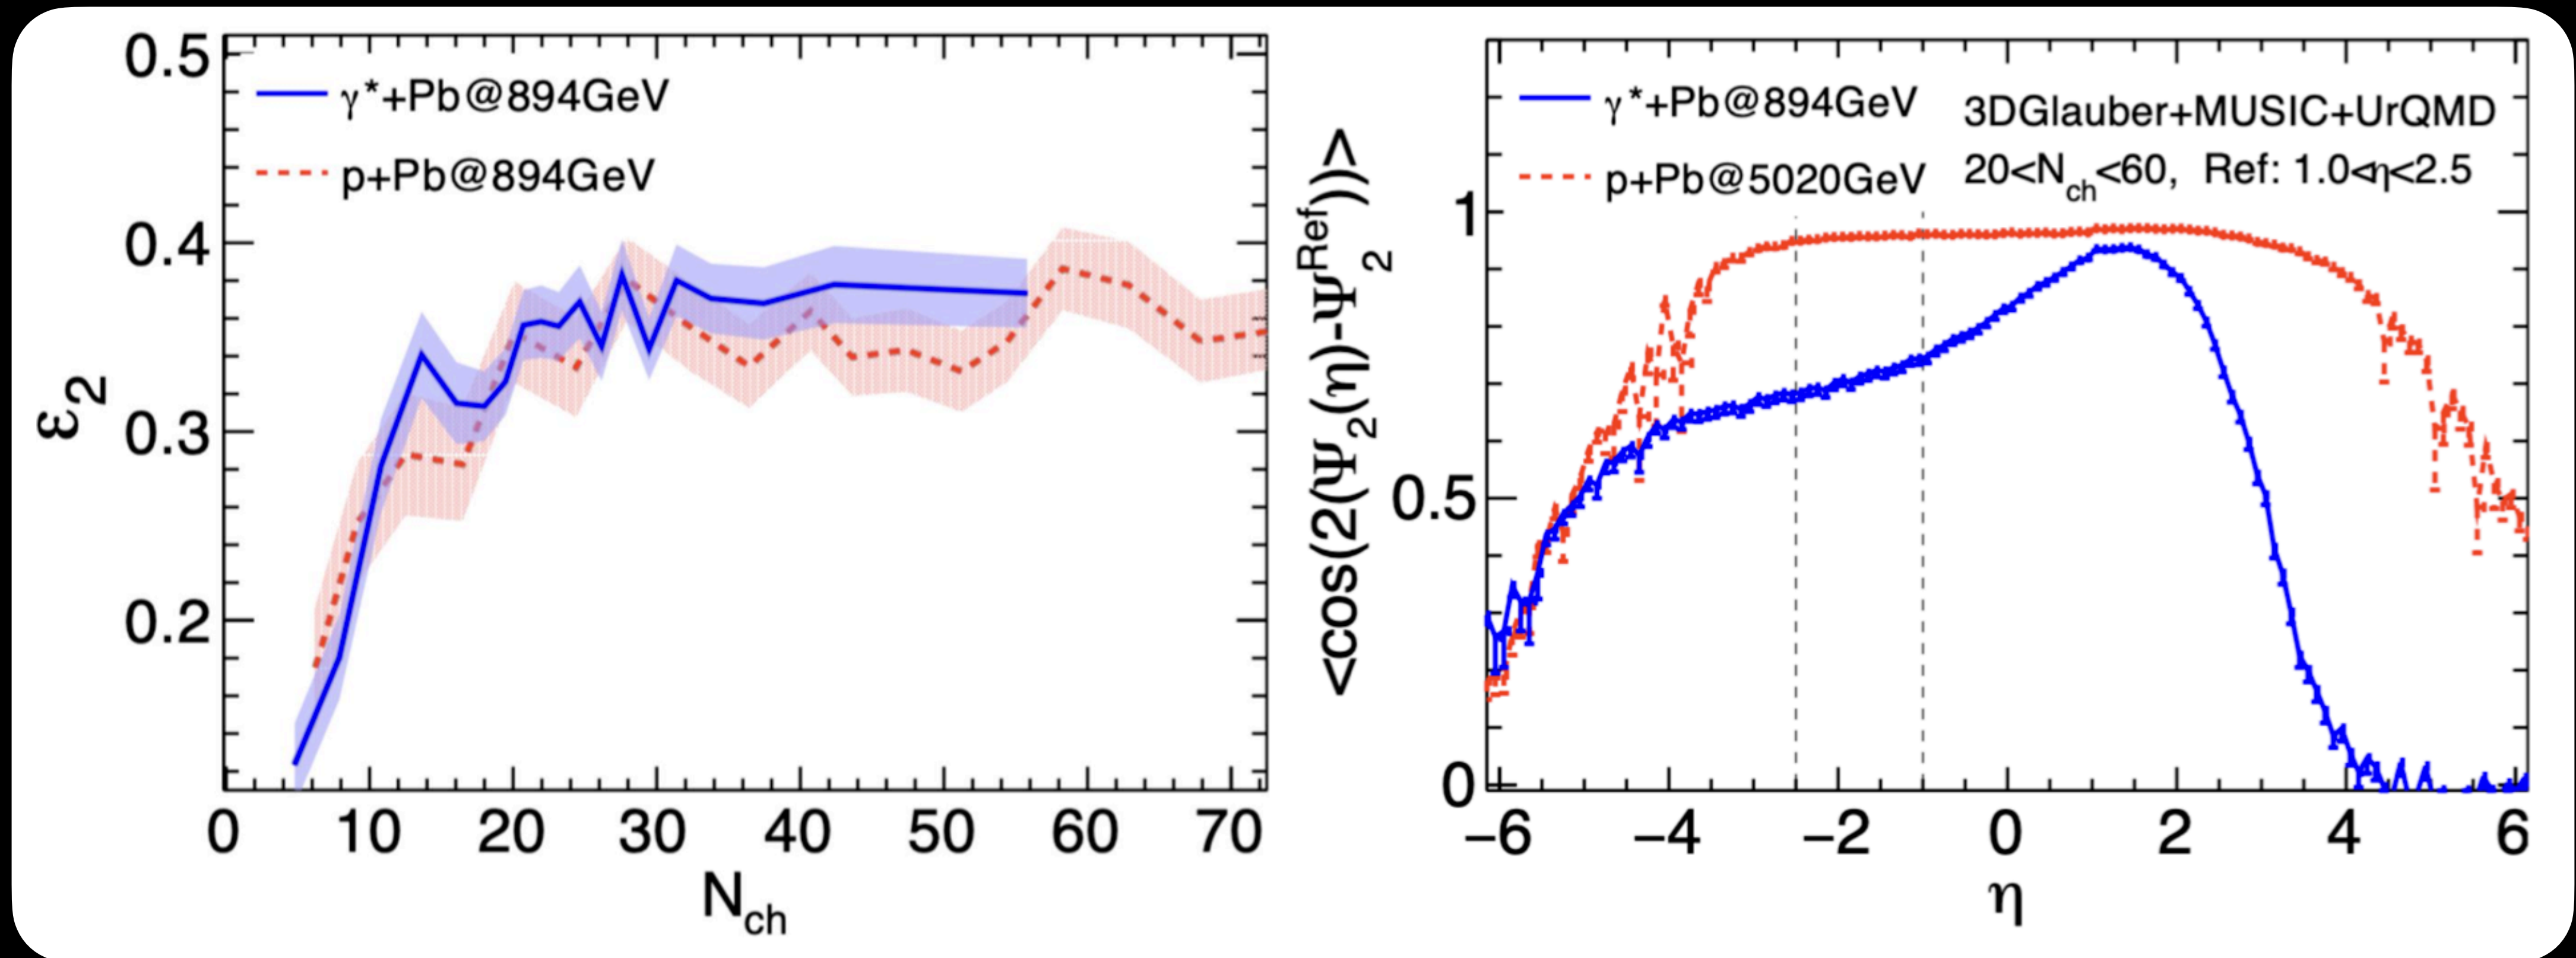 0.5
γ*+Pb@894GeV
p+Pb@894GeV
0.4
0.3
0.2
ε2
0 10 20 30 40 50 60 70
Nch
γ*+Pb@894GeV
p+Pb@5020GeV
3DGlauber+MUSIC+UrQMD
20<Nch<60, Ref: 1.0<η<2.5
1
0.5
0
<cos(2(Ψ2(η)-Ψ2Ref))>
−6 −4 −2 0 2 4 6
η